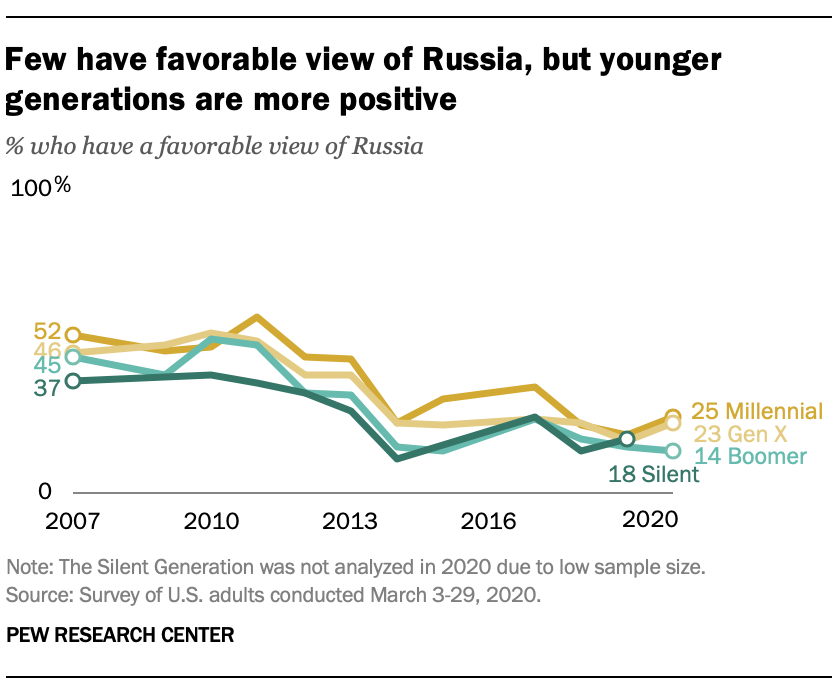 Few have favorable view of Russia, but younger
generations are more positive
% who have a favorable view of Russia
100%
52
46
45
37
25 Millennial
23 Gen X
14 Boomer
18 Silent
0
2007 2010 2013 2016 2020
Note: The Silent Generation was not analyzed in 2020 due to low sample size.
Source: Survey of U.S. adults conducted March 3-29, 2020.
PEW RESEARCH CENTER